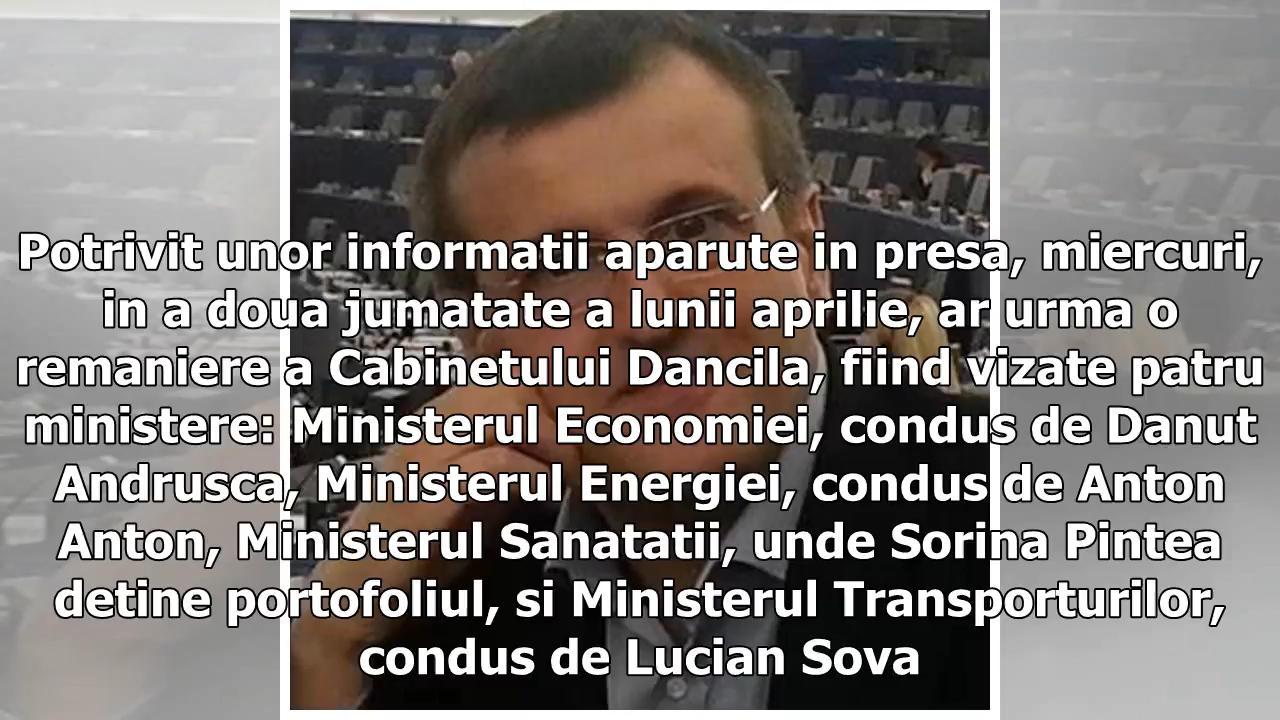 Potrivit unor informatii aparute in presa, miercuri,
in a doua jumatate a lunii aprilie, ar urma o
remaniere a Cabinetului Dancila, fiind vizate patru
ministere: Ministerul Economiei, condus de Danut
Andrusca, Ministerul Energiei, condus de Anton
Anton, Ministerul Sanatatii, unde Sorina Pintea
detine portofoliul, si Ministerul Transporturilor,
condus de Lucian Sova